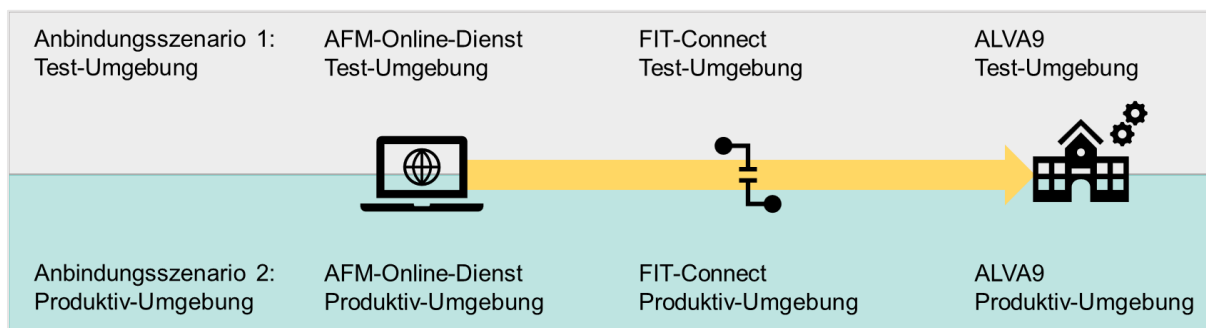 Anbindungsszenario 1:
Test-Umgebung
AFM-Online-Dienst
Test-Umgebung
FIT-Connect
Test-Umgebung
ALVA9
Test-Umgebung
Anbindungsszenario 2:
Produktiv-Umgebung
AFM-Online-Dienst
Produktiv-Umgebung
FIT-Connect
Produktiv-Umgebung
ALVA9
Produktiv-Umgebung